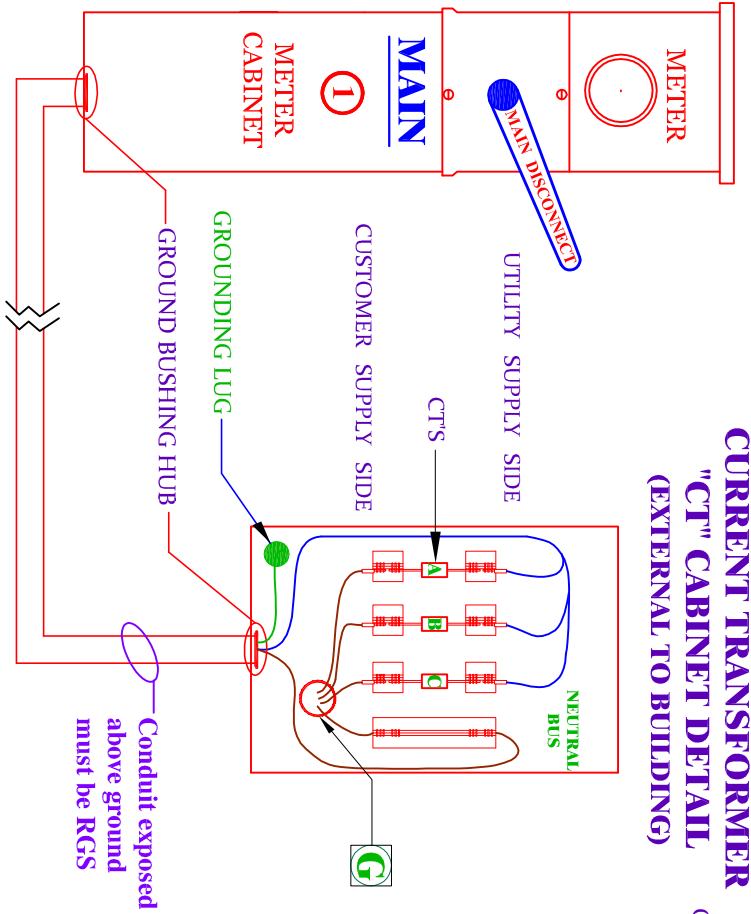 CURRENT TRANSFORMER
"CT" CABINET DETAIL
(EXTERNAL TO BUILDING)
METER
MAIN DISCONNECT
MAIN
1
METER
CABINET
UTILITY SUPPLY SIDE
CT'S
CUSTOMER SUPPLY SIDE
GROUNDING LUG
GROUND BUSHING HUB
A
B
C
NEUTRAL
BUS
G
Conduit exposed
above ground
must be RGS